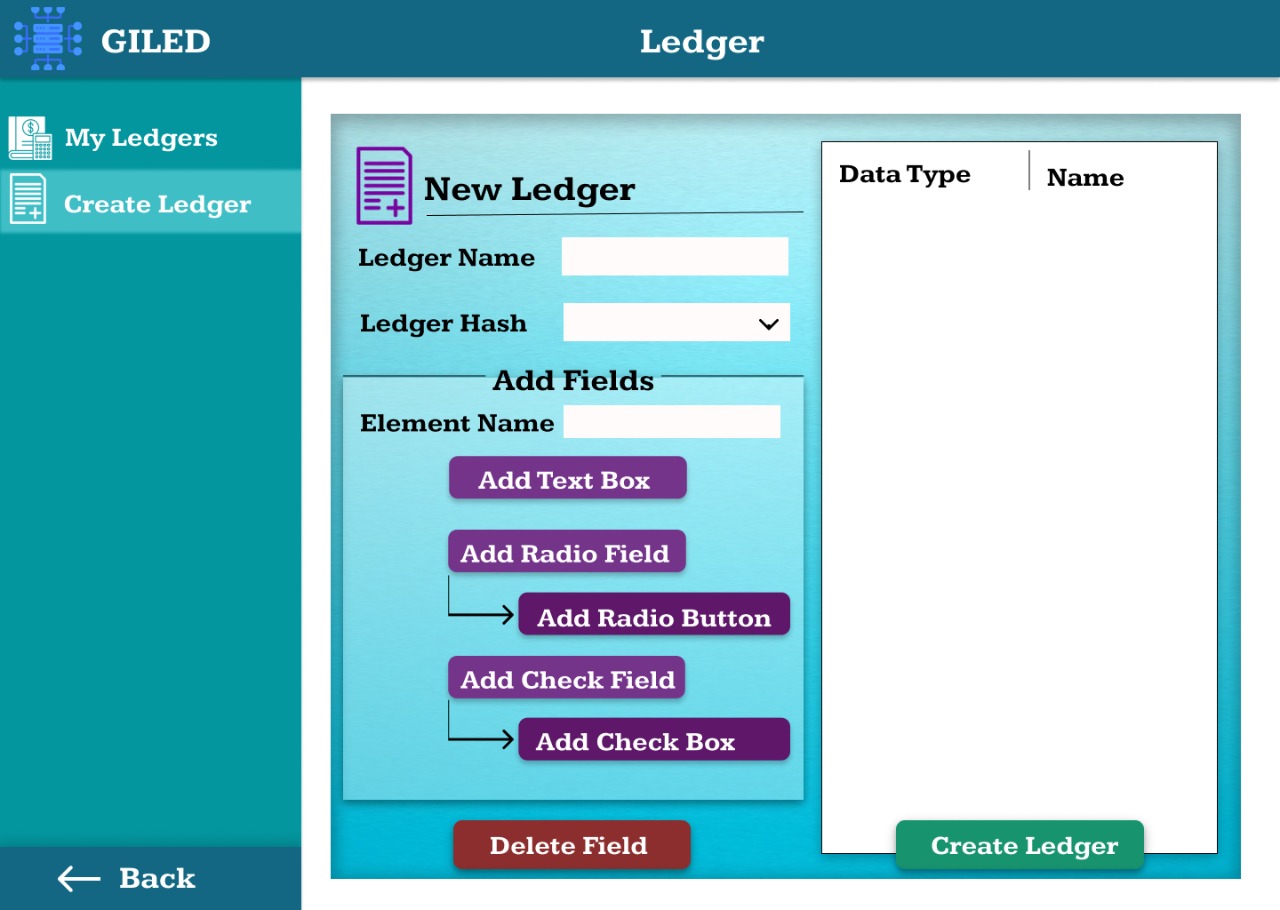 GILED
Ledger
My Ledgers
Create Ledger
Back
New Ledger
Ledger Name
Ledger Hash
Add Fields
Element Name
Add Text Box
Add Radio Field
Add Radio Button
Add Check Field
Add Check Box
Delete Field
Data Type
Name
Create Ledger